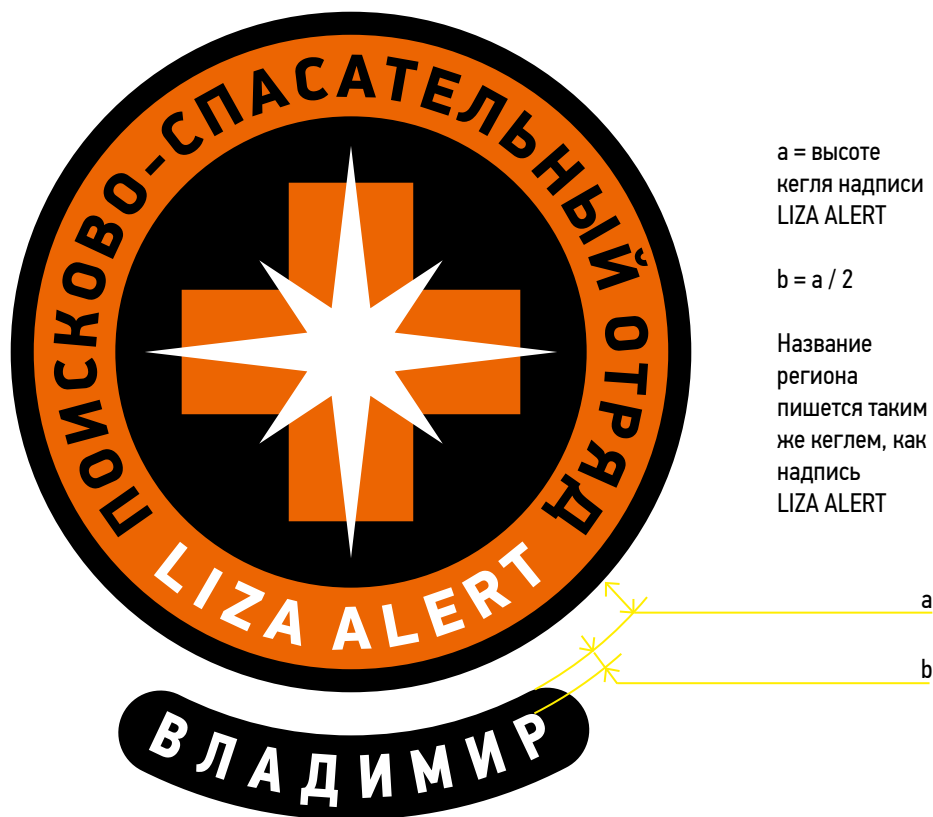 ПОИСКОВО-СПАСАТЕЛЬНЫЙ ОТРЯД
LIZA ALERT
ВЛАДИМИР
a = высоте
кегля надписи
LIZA ALERT
b = a / 2
Название
региона
пишется таким
же кеглем, как
надпись
LIZA ALERT
a
b